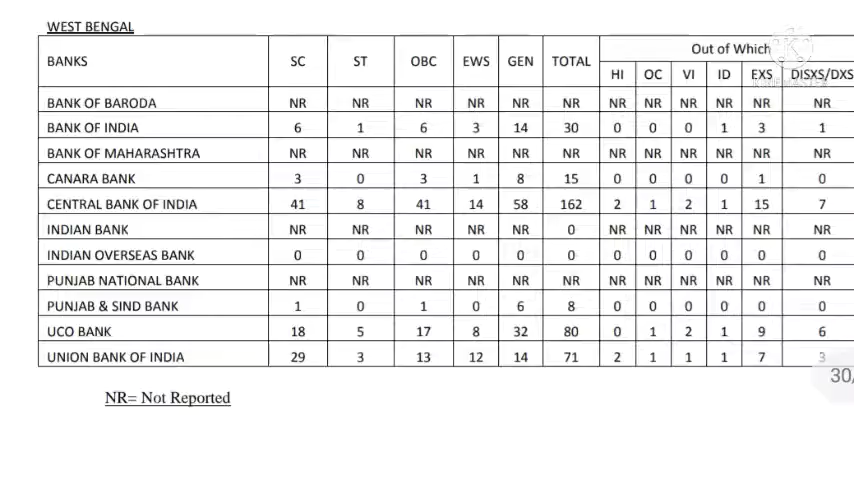 WEST BENGAL
BANKS SC ST OBC EWS GEN TOTAL Out of Which
HI OC VI ID EXS DISXS/DXS
BANK OF BARODA NR NR NR NR NR NR NR NR NR NR NR NR
BANK OF INDIA 6 1 6 3 14 30 0 0 0 1 3 1
BANK OF MAHARASHTRA NR NR NR NR NR NR NR NR NR NR NR NR
CANARA BANK 3 0 3 1 8 15 0 0 0 0 1 0
CENTRAL BANK OF INDIA 41 8 41 14 58 162 2 1 2 1 15 7
INDIAN BANK NR NR NR NR NR 0 NR NR NR NR NR NR
INDIAN OVERSEAS BANK 0 0 0 0 0 0 0 0 0 0 0 0
PUNJAB NATIONAL BANK NR NR NR NR NR NR NR NR NR NR NR NR
PUNJAB & SIND BANK 1 0 1 0 6 8 0 0 0 0 0 0
UCO BANK 18 5 17 8 32 80 0 1 2 1 9 6
UNION BANK OF INDIA 29 3 13 12 14 71 2 1 1 1 7 3
30/
NR= Not Reported